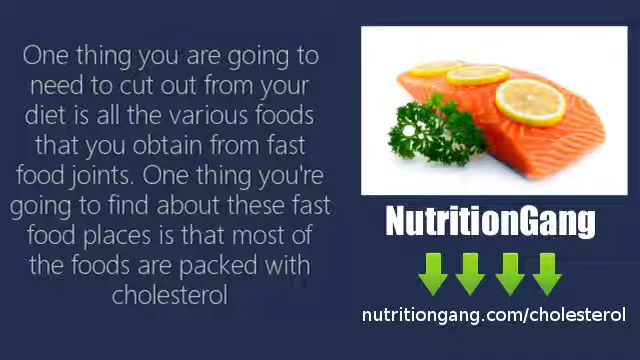 One thing you are going to
need to cut out from your
diet is all the various foods
that you obtain from fast
food joints. One thing you're
going to find about these fast
food places is that most of
the foods are packed with
cholesterol
NutritionGang
nutritiongang.com/cholesterol